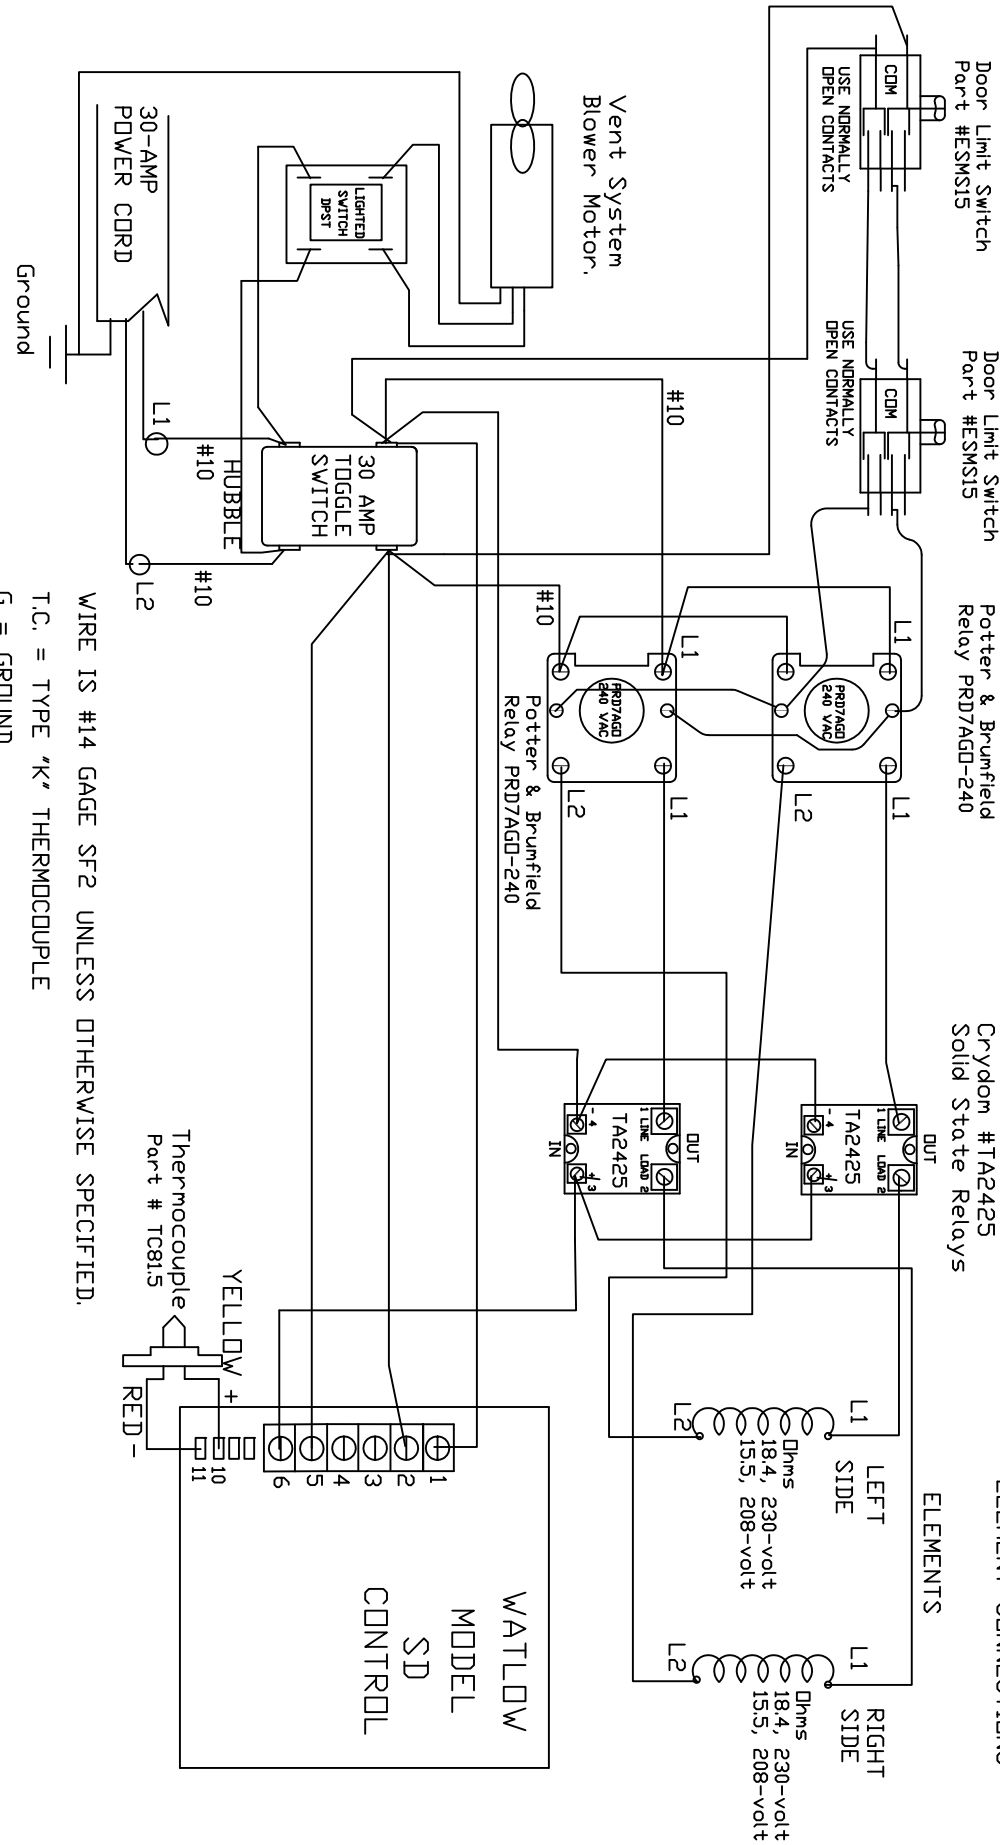 Door Limit Switch
Part #ESMS15
COM
USE NORMALLY
OPEN CONTACTS
Door Limit Switch
Part #ESMS15
COM
USE NORMALLY
OPEN CONTACTS
Potter & Brumfield
Relay PRD7AGO-240
L1
PRD7AGO
240 VAC
L1
L2
Crydom #TA2425
Solid State Relays
OUT
1 LINE LOAD 2
TA2425
- 4
+/ 3
IN
ELEMENTS
L1
LEFT
SIDE
L2
Ohms
18.4, 230-volt
15.5, 208-volt
L1
RIGHT
SIDE
L2
Ohms
18.4, 230-volt
15.5, 208-volt
Vent System
Blower Motor.
#10
#10
L1
PRD7AGO
240 VAC
L1
L2
Potter & Brumfield
Relay PRD7AGO-240
OUT
1 LINE LOAD 2
TA2425
- 4
+/ 3
IN
LIGHTED
SWITCH
DPST
30 AMP
TOGGLE
SWITCH
HUBBLE
30-AMP
POWER CORD
L1
#10
L2
#10
Ground
WATLOW
MODEL
SD
CONTROL
1
2
3
4
5
6
10
11
YELLOW +
RED -
Thermocouple
Part # TC81.5
WIRE IS #14 GAGE SF2 UNLESS OTHERWISE SPECIFIED.
T.C. = TYPE "K" THERMOCOUPLE
G = GROUND